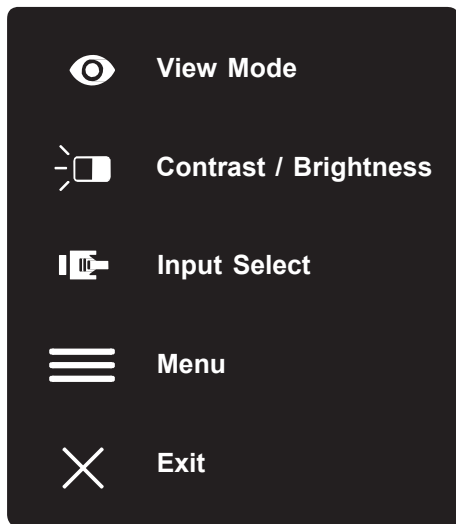 View Mode
Contrast / Brightness
Input Select
Menu
Exit